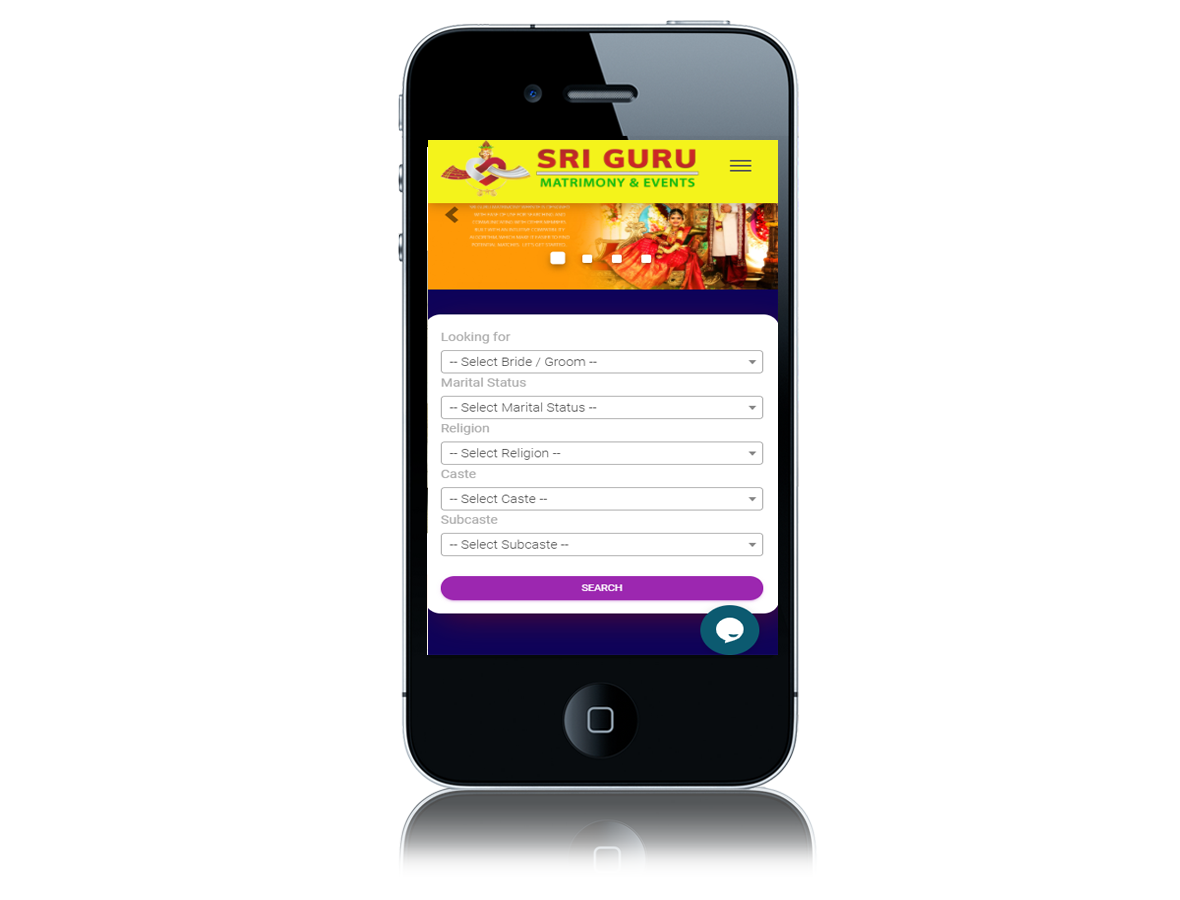 SRI GURU
MATRIMONY & EVENTS
Looking for
-- Select Bride / Groom --
Marital Status
-- Select Marital Status --
Religion
-- Select Religion --
Caste
-- Select Caste --
Subcaste
-- Select Subcaste --
SEARCH